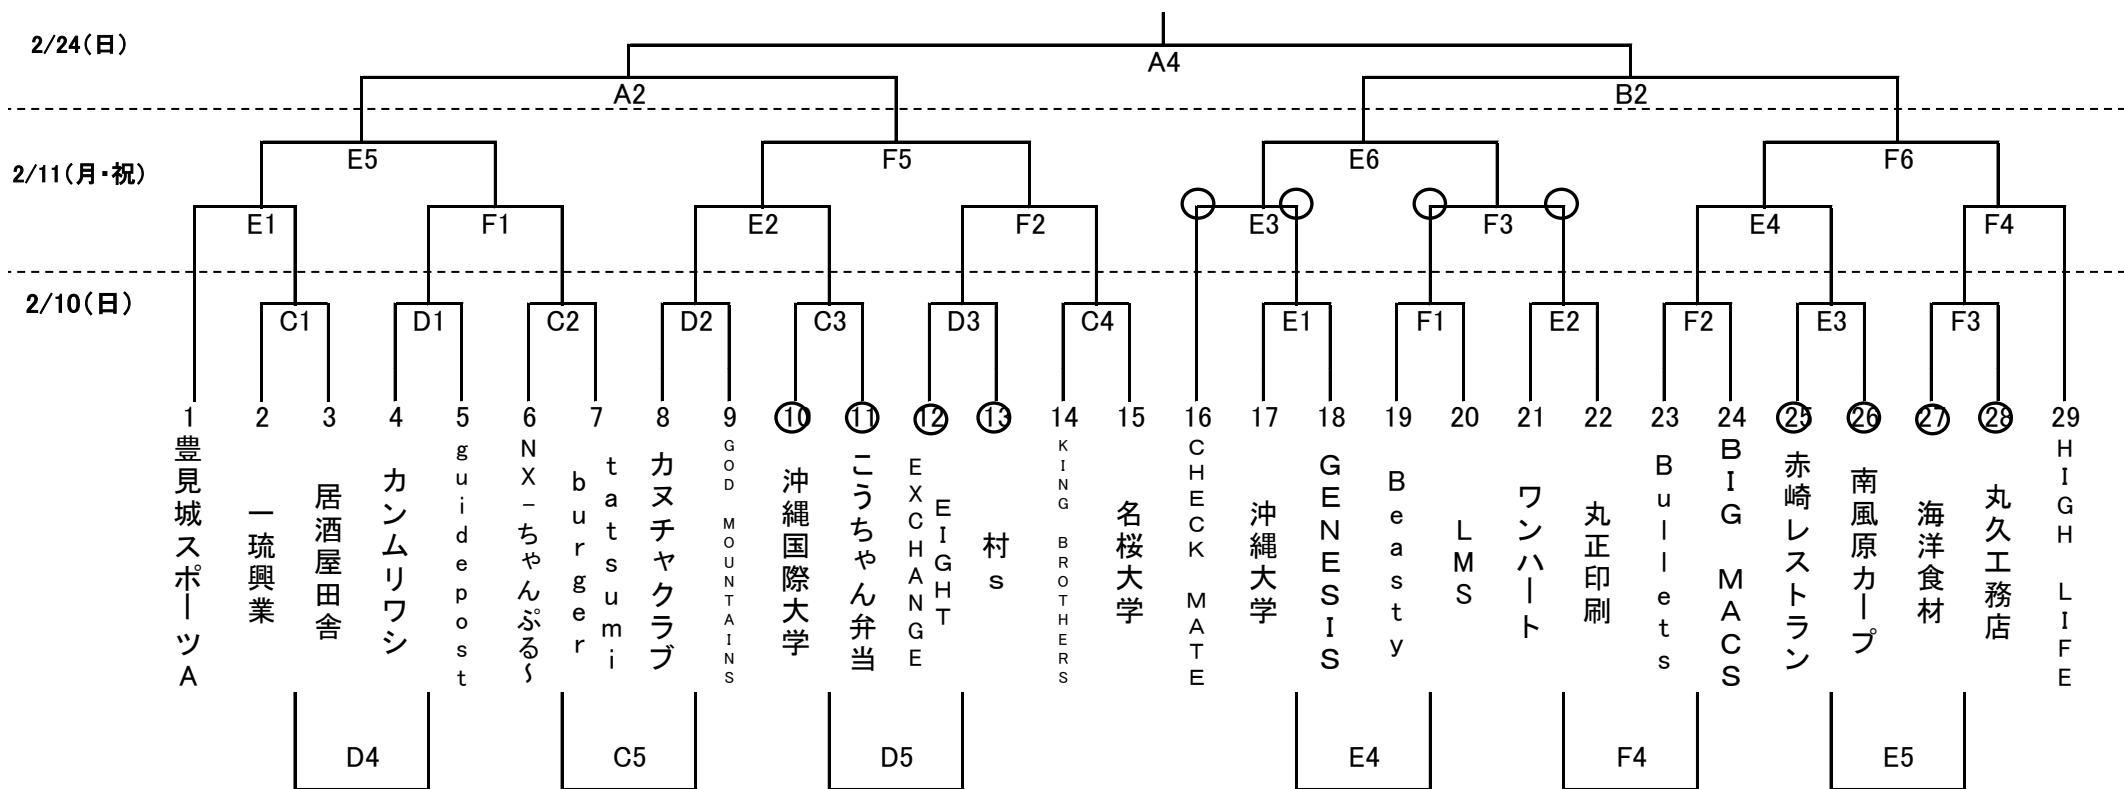 2/24(日)
A4
A2
B2
2/11(月・祝)
E5
F5
E6
F6
E1
F1
E2
F2
E3
F3
E4
F4
2/10(日)
C1
D1
C2
D2
C3
D3
C4
E1
F1
E2
F2
E3
F3
1 豊見城スポーツA
2 一琉興業
3 居酒屋田舎
4 カンムリワシ
5 guidepost
6 NX-ちゃんぷる～
7 tatsumi burger
8 カヌチャクラブ
9 GOD MOUNTAINS
10 沖縄国際大学
11 こうちゃん弁当
12 EIGHT EXCHANGE
13 村s
14 KING BROTHERS
15 名桜大学
16 CHECK MATE
17 沖縄大学
18 GENESIS
19 Beasty
20 LMS
21 ワンハート
22 丸正印刷
23 Bullets
24 BIG MACS
25 赤崎レストラン
26 南風原カープ
27 海洋食材
28 丸久工務店
29 HIGH LIFE
D4
C5
D5
E4
F4
E5